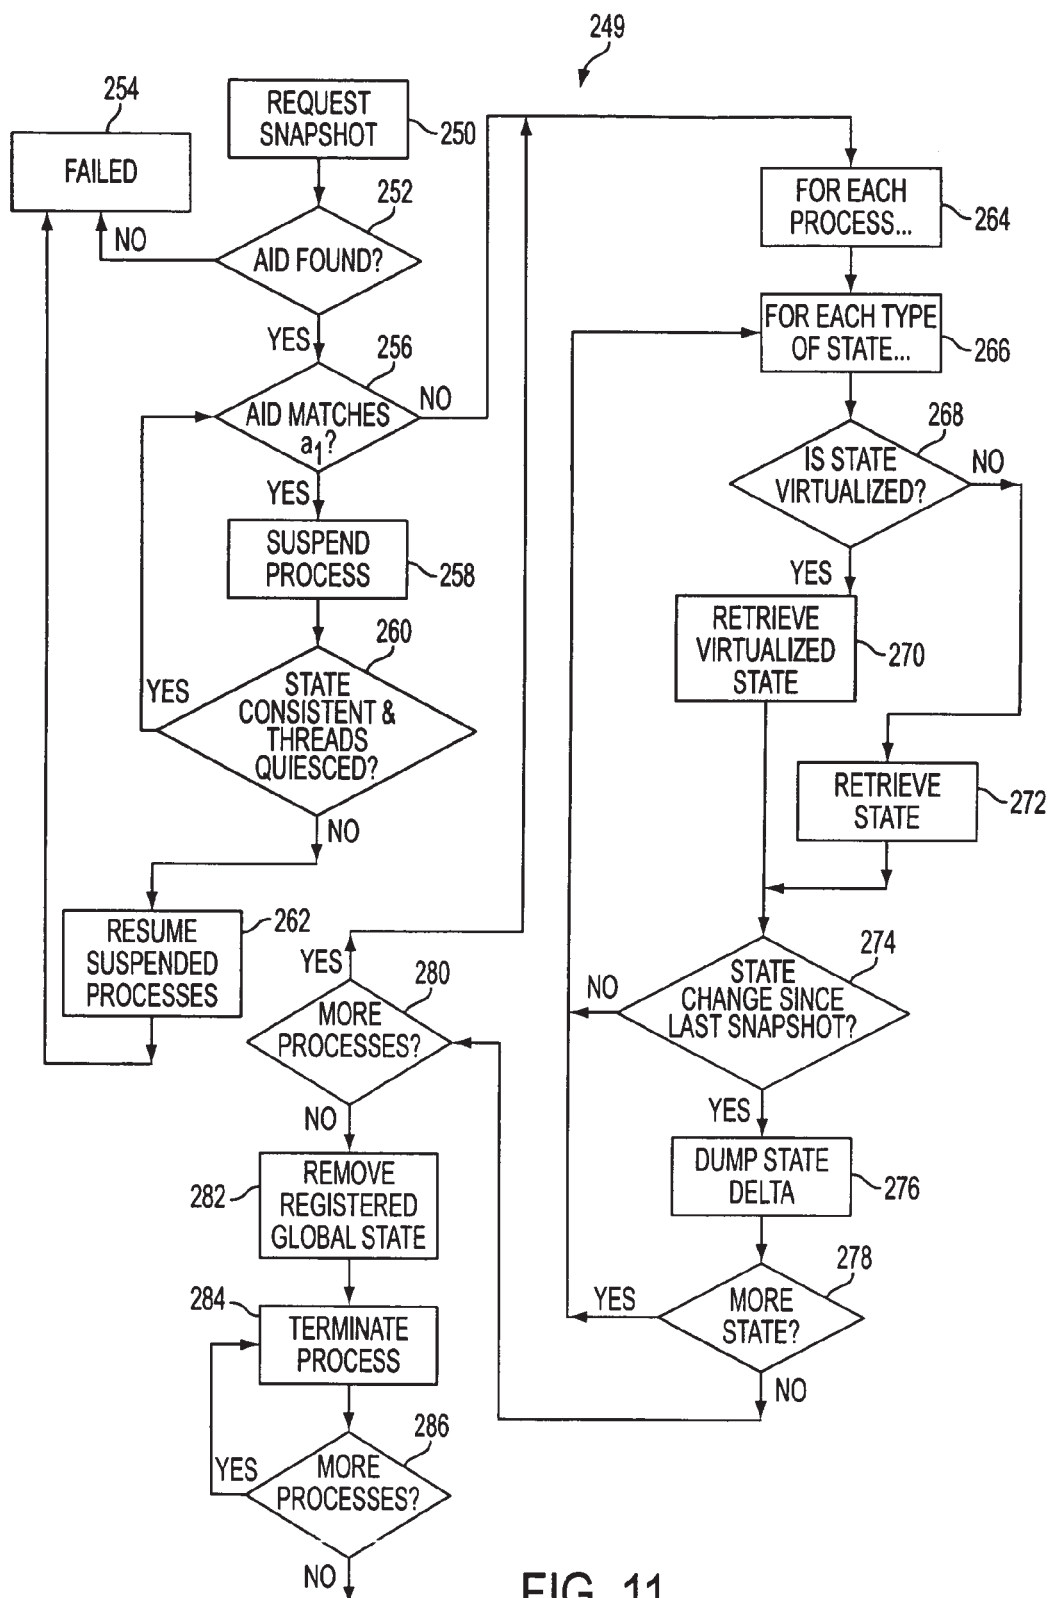 249
254
FAILED
REQUEST
SNAPSHOT
250
252
NO
AID FOUND?
YES
256
NO
AID MATCHES
a1?
YES
SUSPEND
PROCESS
258
260
YES
STATE
CONSISTENT &
THREADS
QUIESCED?
NO
RESUME
SUSPENDED
PROCESSES
262
FOR EACH
PROCESS...
264
FOR EACH TYPE
OF STATE...
266
268
IS STATE
VIRTUALIZED?
NO
YES
RETRIEVE
VIRTUALIZED
STATE
270
RETRIEVE
STATE
272
274
NO
STATE
CHANGE SINCE
LAST SNAPSHOT?
YES
DUMP STATE
DELTA
276
278
YES
MORE
STATE?
NO
YES
280
MORE
PROCESSES?
NO
282
REMOVE
REGISTERED
GLOBAL STATE
284
TERMINATE
PROCESS
286
YES
MORE
PROCESSES?
NO
FIG. 11